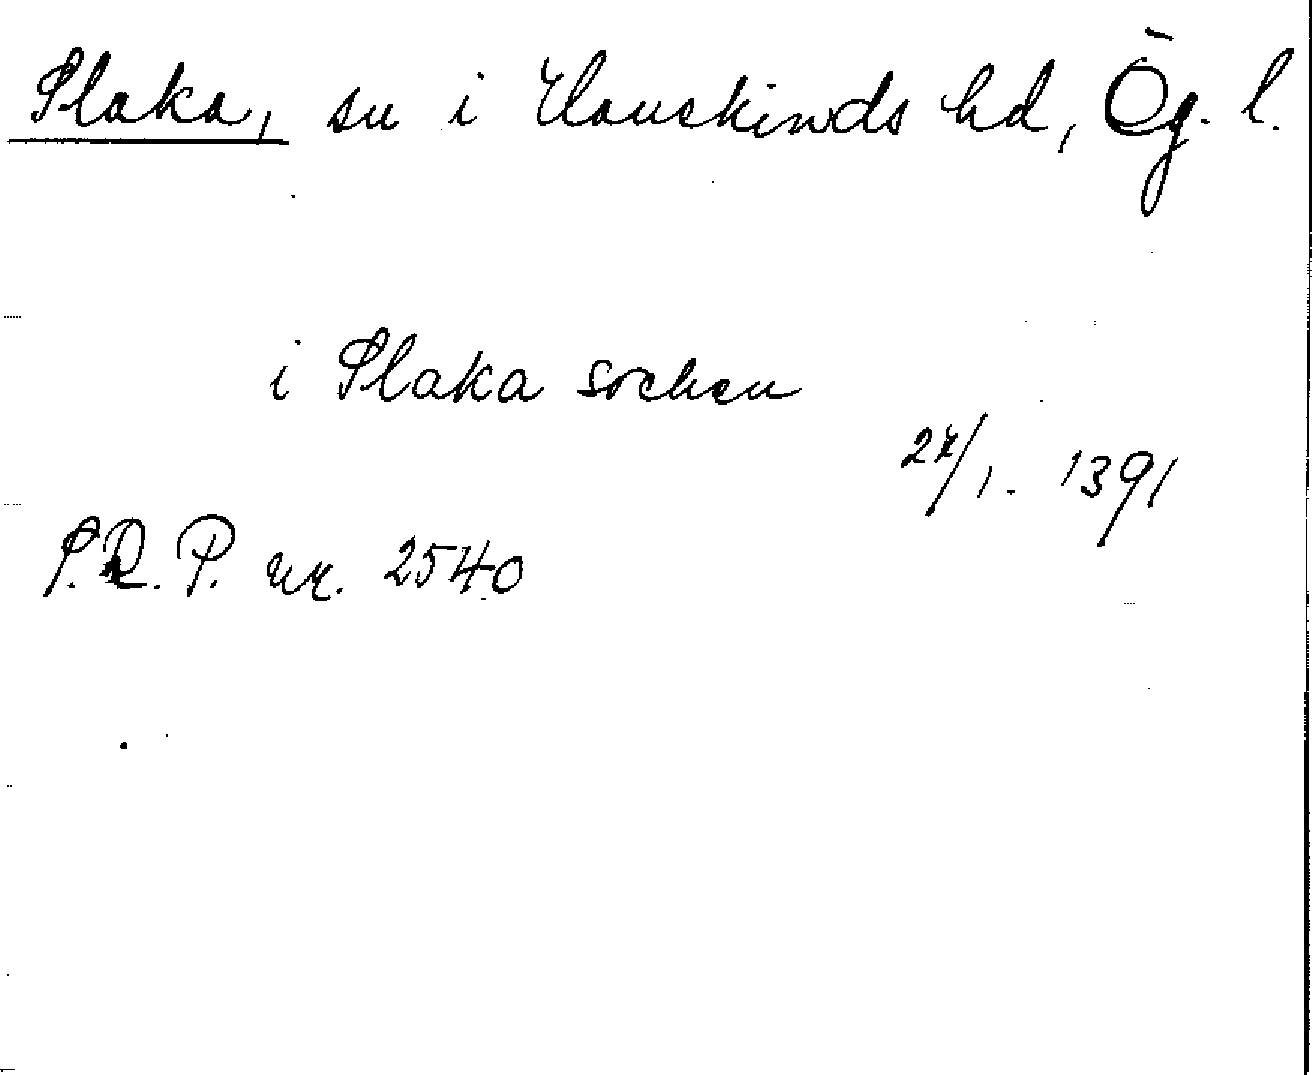 Slaka, sn i Hanekinds hd, Ög. l.
i Slaka sochen
27/1. 1391
S.R.P. nr. 2540